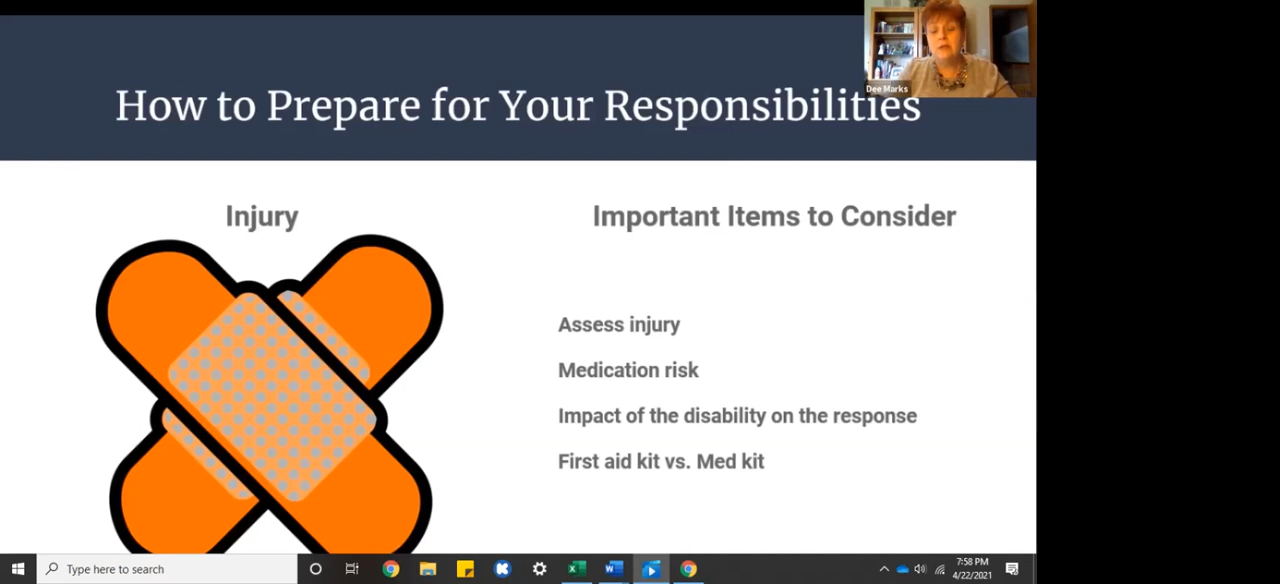 How to Prepare for Your Responsibilities
Dee Marks
Injury
Important Items to Consider
Assess injury
Medication risk
Impact of the disability on the response
First aid kit vs. Med kit
Type here to search
7:58 PM
4/22/2021